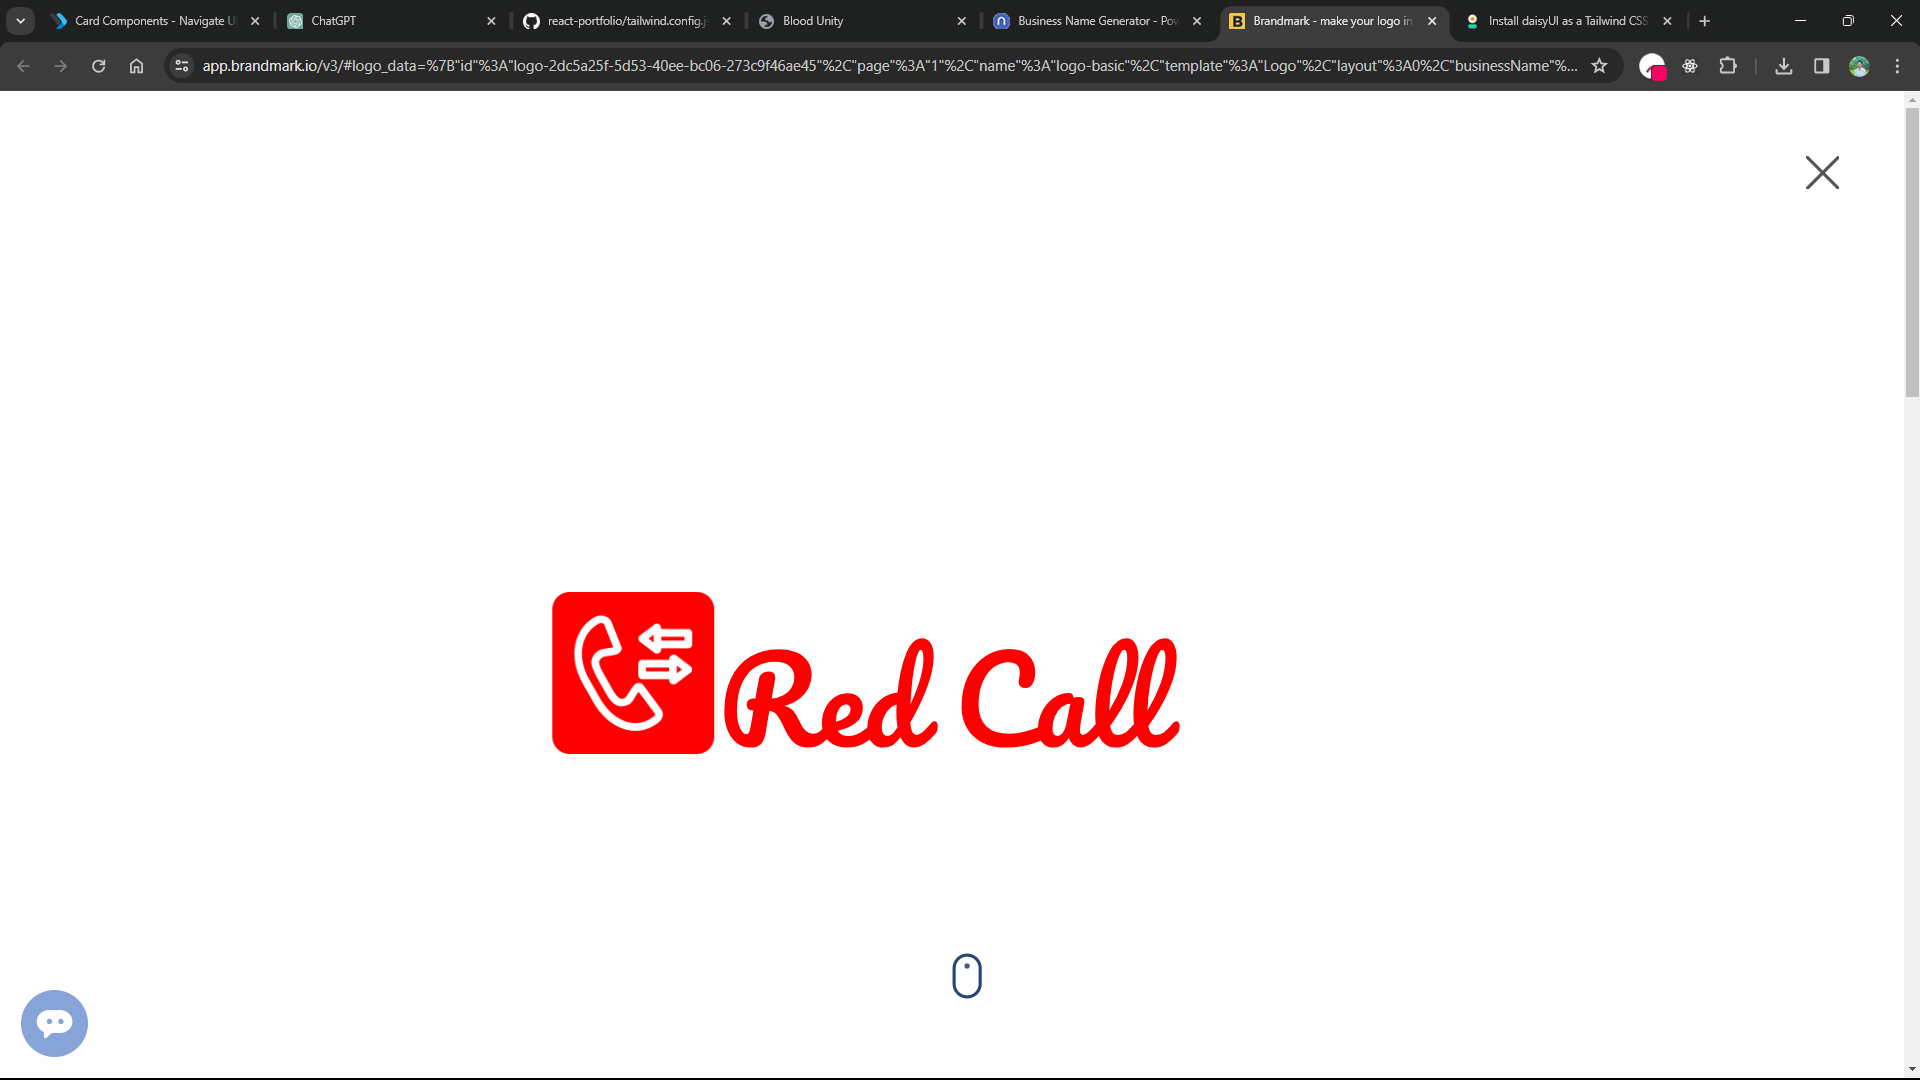 Card Components - Navigate U
ChatGPT
react-portfolio/tailwind.config.j
Blood Unity
Business Name Generator - Pow
Brandmark - make your logo in
Install daisyUI as a Tailwind CSS
app.brandmark.io/v3/#logo_data=%7B"id"%3A"logo-2dc5a25f-5d53-40ee-bc06-273c9f46ae45"%2C"page"%3A"1"%2C"name"%3A"logo-basic"%2C"template"%3A"Logo"%2C"layout"%3A0%2C"businessName"%...
Red Call